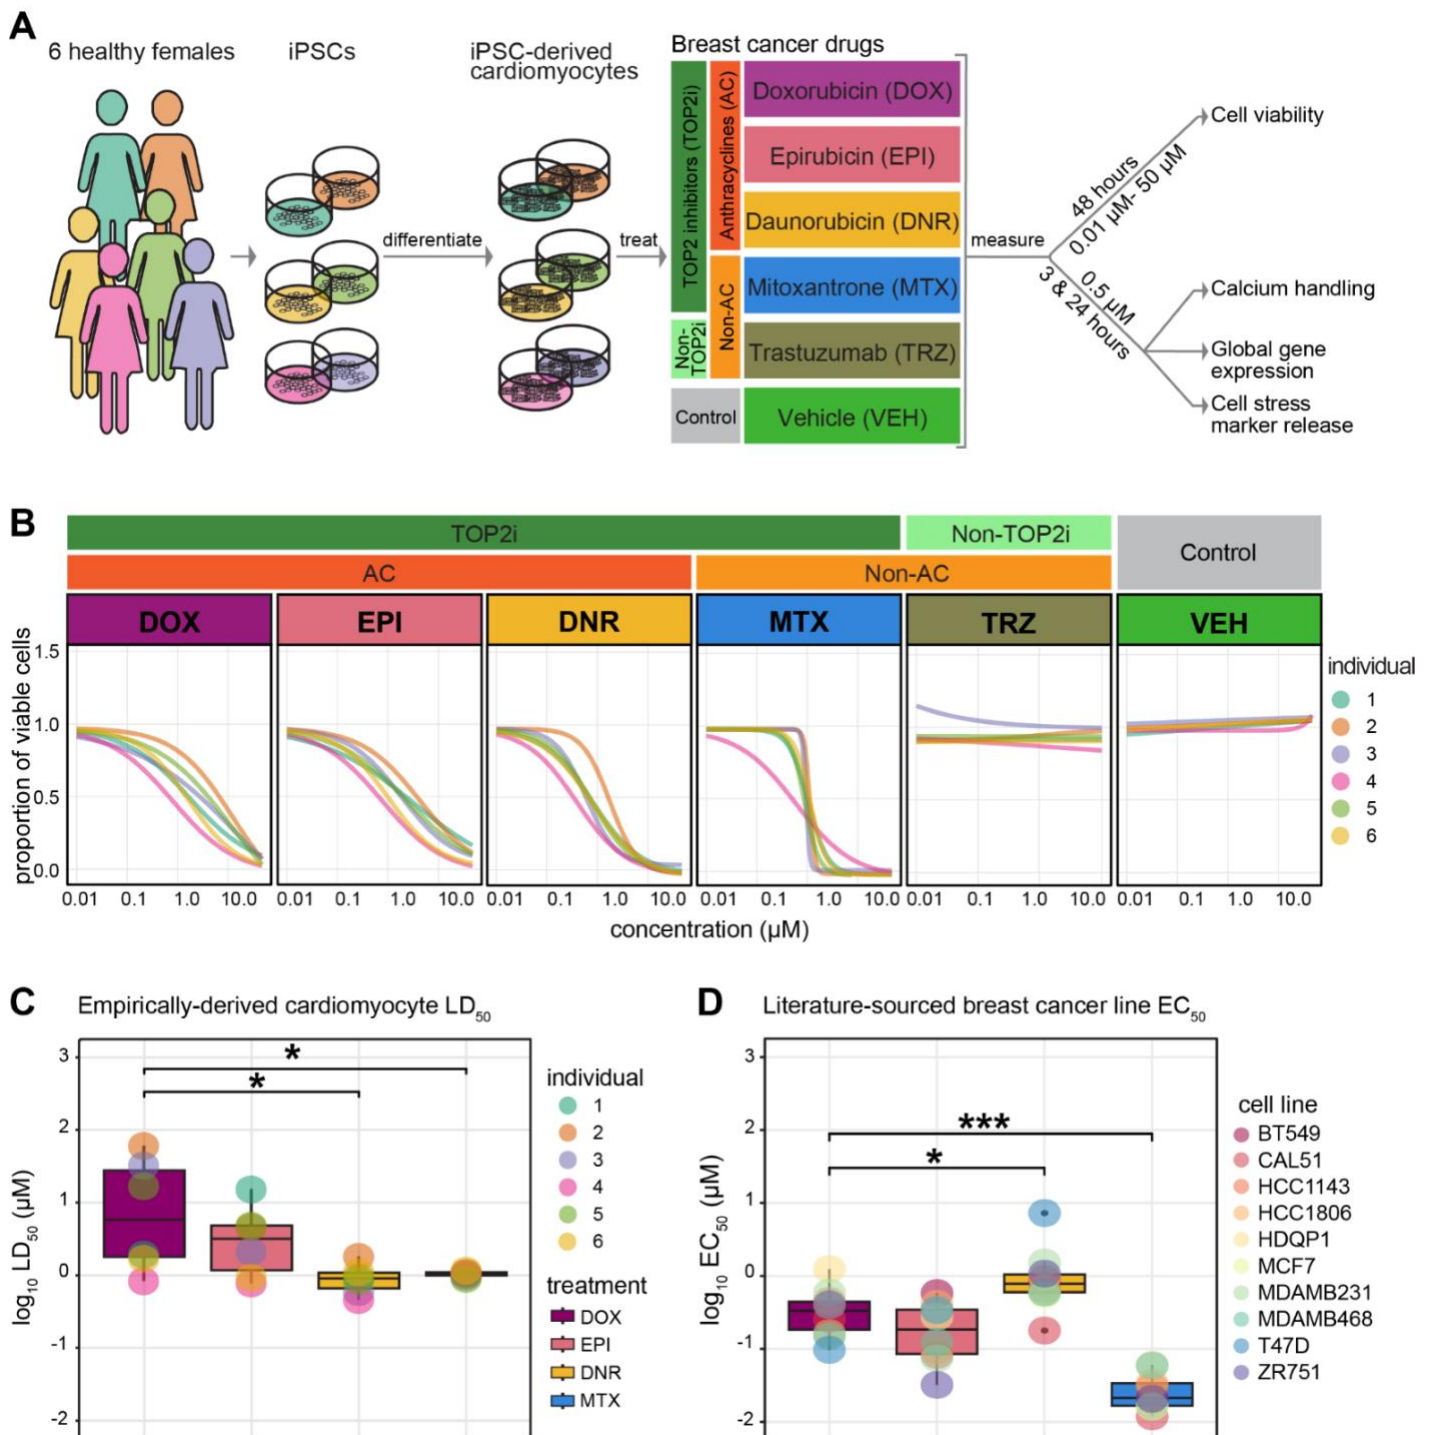 A
6 healthy females
iPSCs
iPSC-derived
cardiomyocytes
differentiate
treat
Breast cancer drugs
TOP2 inhibitors (TOP2i)
Non-
TOP2i
Anthracyclines (AC)
Non-AC
Control
Doxorubicin (DOX)
Epirubicin (EPI)
Daunorubicin (DNR)
Mitoxantrone (MTX)
Trastuzumab (TRZ)
Vehicle (VEH)
measure
48 hours
0.01 µM- 50 µM
0.5 µM
3 & 24 hours
Cell viability
Calcium handling
Global gene
expression
Cell stress
marker release
B
TOP2i
Non-TOP2i
Control
AC
Non-AC
DOX
EPI
DNR
MTX
TRZ
VEH
proportion of viable cells
1.5
1.0
0.5
0.0
0.01 0.1 1.0 10.0
0.01 0.1 1.0 10.0
0.01 0.1 1.0 10.0
0.01 0.1 1.0 10.0
0.01 0.1 1.0 10.0
0.01 0.1 1.0 10.0
concentration (µM)
individual
1
2
3
4
5
6
C
Empirically-derived cardiomyocyte LD50
log10 LD50 (µM)
3
2
1
0
-1
-2
*
*
individual
1
2
3
4
5
6
treatment
DOX
EPI
DNR
MTX
D
Literature-sourced breast cancer line EC50
log10 EC50 (µM)
3
2
1
0
-1
-2
***
*
cell line
BT549
CAL51
HCC1143
HCC1806
HDQP1
MCF7
MDAMB231
MDAMB468
T47D
ZR751